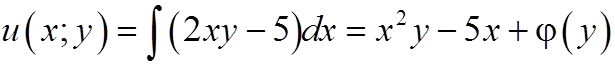 u(x;y) = ∫(2xy − 5)dx = x²y − 5x + φ(y)